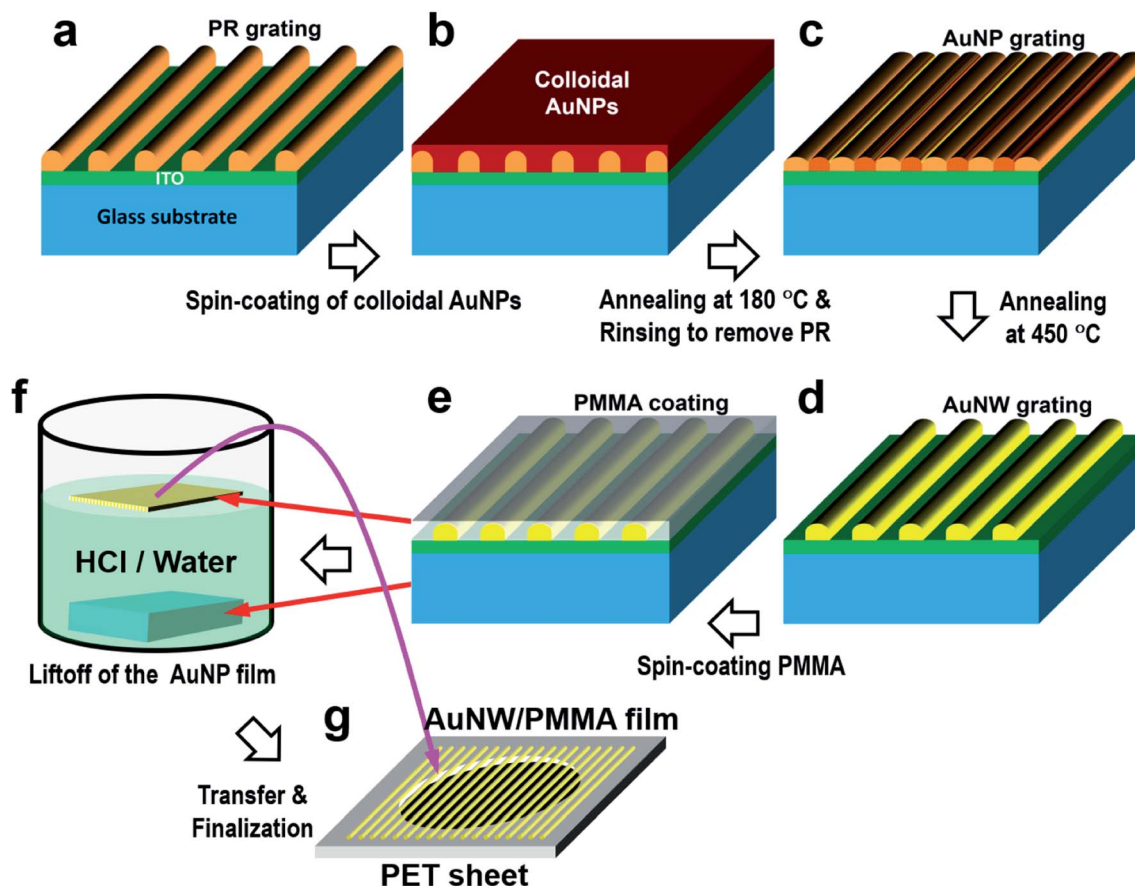 a
PR grating
ITO
Glass substrate
Spin-coating of colloidal AuNPs
b
Colloidal
AuNPs
Annealing at 180 °C &
Rinsing to remove PR
c
AuNP grating
Annealing
at 450 °C
d
AuNW grating
Spin-coating PMMA
e
PMMA coating
f
HCl / Water
Liftoff of the AuNP film
Transfer &
Finalization
g
AuNW/PMMA film
PET sheet